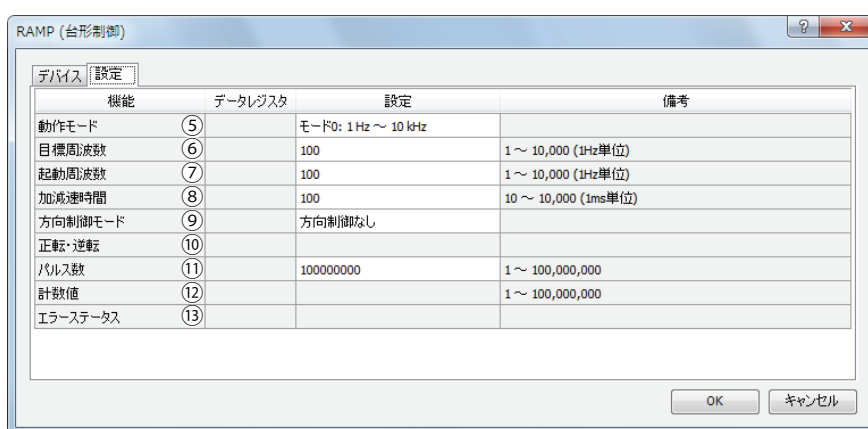 RAMP (台形制御)
デバイス 設定
機能 データレジスタ 設定 備考
動作モード ⑤ モード0: 1 Hz ～ 10 kHz
目標周波数 ⑥ 100 1 ～ 10,000 (1Hz単位)
起動周波数 ⑦ 100 1 ～ 10,000 (1Hz単位)
加減速時間 ⑧ 100 10 ～ 10,000 (1ms単位)
方向制御モード ⑨ 方向制御なし
正転・逆転 ⑩
パルス数 ⑪ 100000000 1 ～ 100,000,000
計数値 ⑫ 1 ～ 100,000,000
エラーステータス ⑬
OK キャンセル